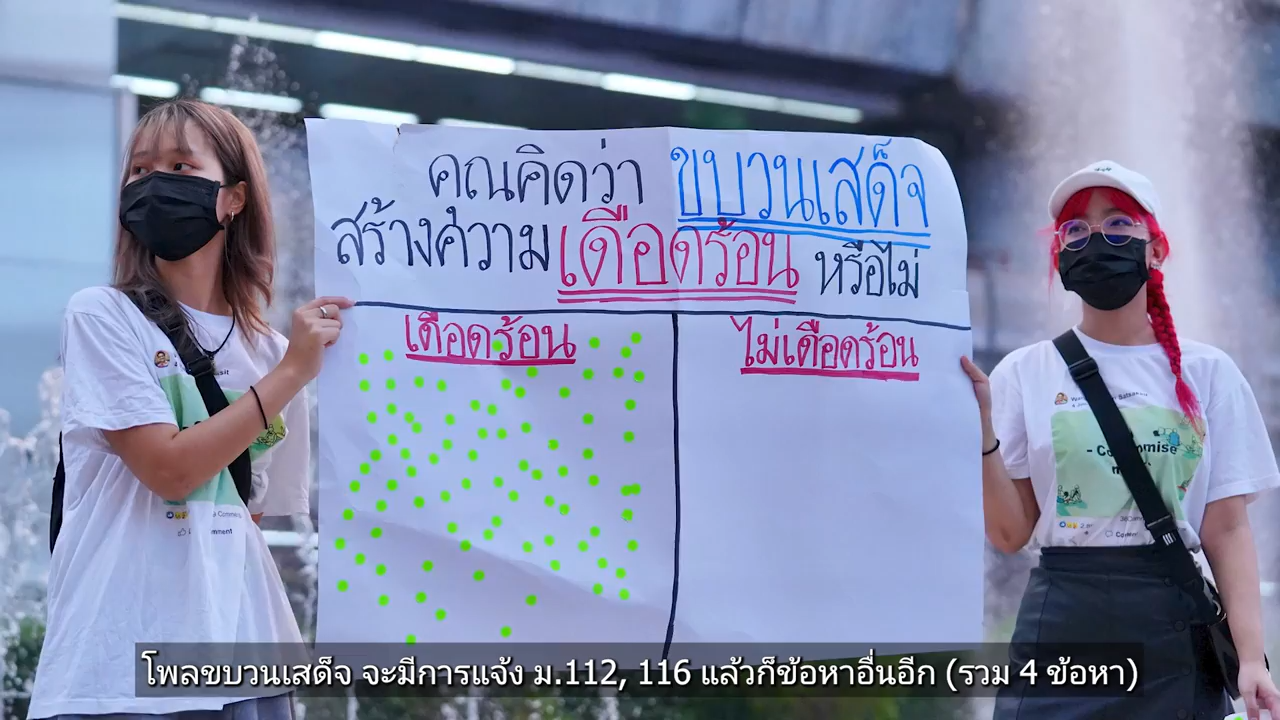 คุณคิดว่า ขบวนเสด็จ
สร้างความเดือดร้อน หรือไม่
เดือดร้อน
ไม่เดือดร้อน
- Compromise
โพลขบวนเสด็จ จะมีการแจ้ง ม.112, 116 แล้วก็ข้อหาอื่นอีก (รวม 4 ข้อหา)